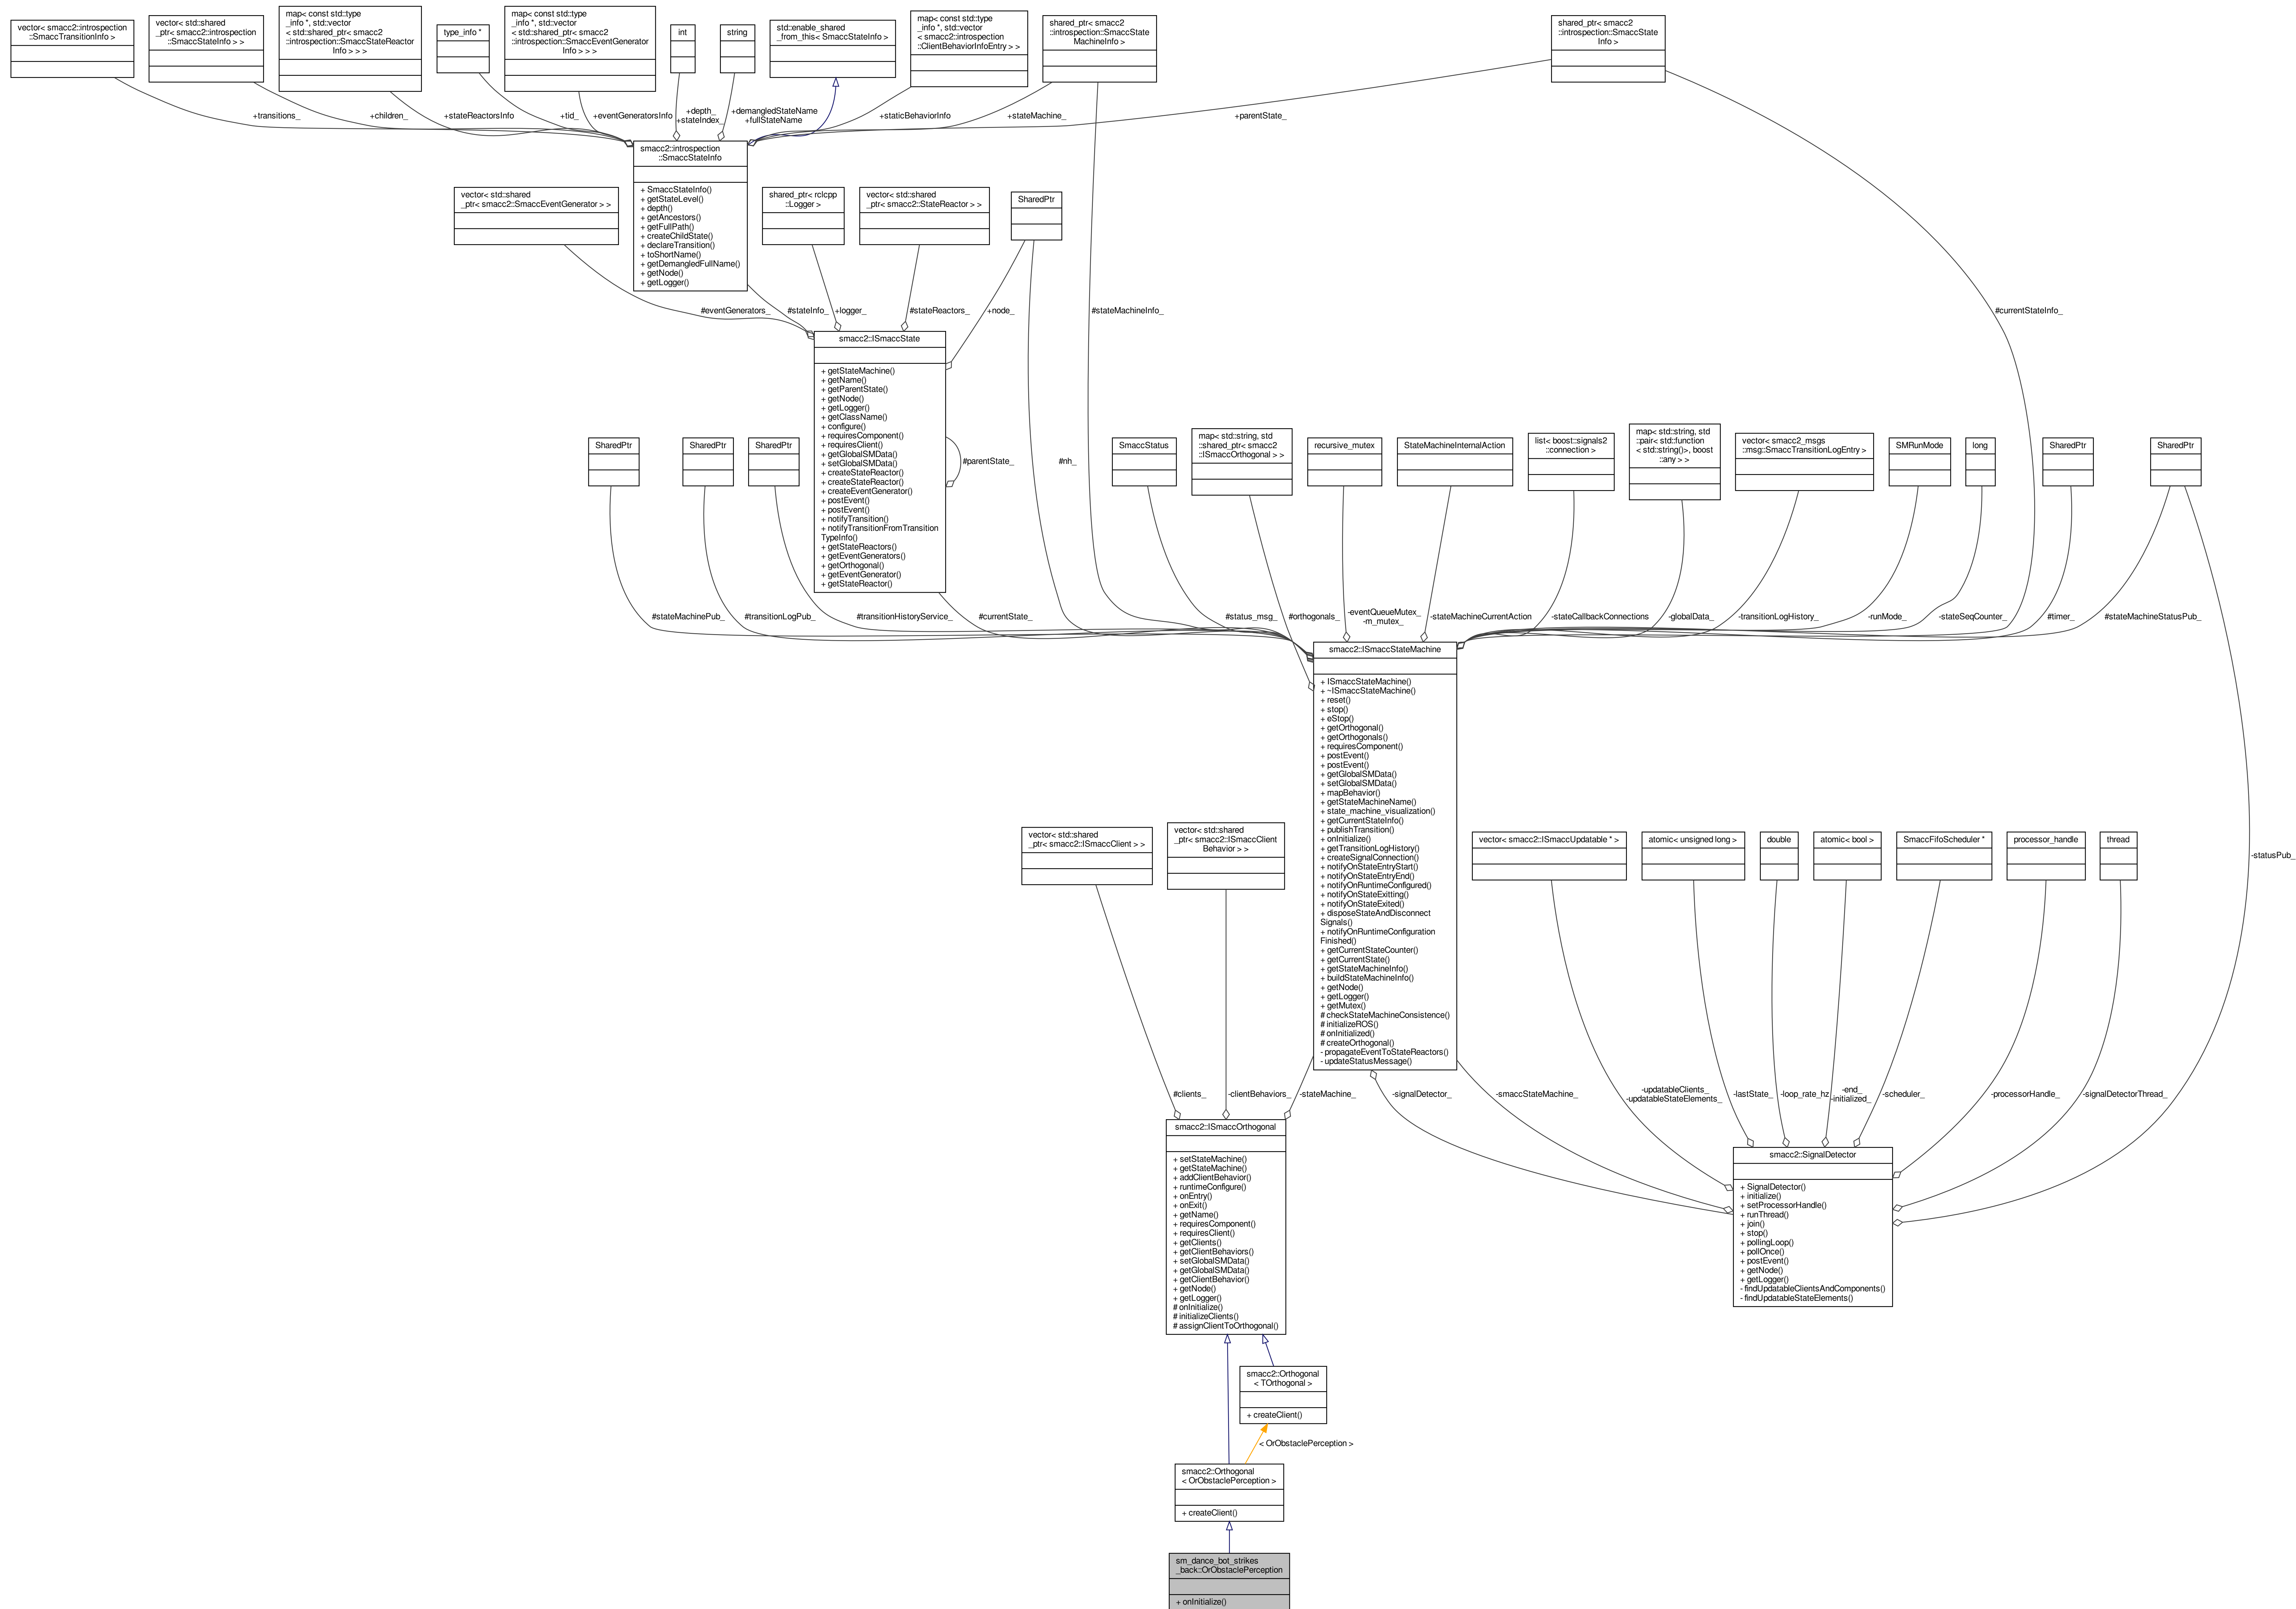 vector< smacc2::introspection
::SmaccTransitionInfo >
vector< std::shared
_ptr< smacc2::introspection
::SmaccStateInfo > >
map< const std::type
_info *, std::vector
< std::shared_ptr< smacc2
::introspection::SmaccStateReactor
Info > > >
type_info *
map< const std::type
_info *, std::vector
< std::shared_ptr< smacc2
::introspection::SmaccEventGenerator
Info > > >
int
string
std::enable_shared
_from_this< SmaccStateInfo >
map< const std::type
_info *, std::vector
< smacc2::introspection
::ClientBehaviorInfoEntry > >
shared_ptr< smacc2
::introspection::SmaccState
MachineInfo >
shared_ptr< smacc2
::introspection::SmaccState
Info >
+transitions_
+children_
+stateReactorsInfo
+tid_
+eventGeneratorsInfo
+depth_
+stateIndex_
+demangledStateName
+fullStateName
+staticBehaviorInfo
+stateMachine_
+parentState_
smacc2::introspection
::SmaccStateInfo
+ SmaccStateInfo()
+ getStateLevel()
+ depth()
+ getAncestors()
+ getFullPath()
+ createChildState()
+ declareTransition()
+ toShortName()
+ getDemangledFullName()
+ getNode()
+ getLogger()
vector< std::shared
_ptr< smacc2::SmaccEventGenerator > >
shared_ptr< rclcpp
::Logger >
vector< std::shared
_ptr< smacc2::StateReactor > >
SharedPtr
#eventGenerators_
#stateInfo_
+logger_
#stateReactors_
+node_
#stateMachineInfo_
#currentStateInfo_
smacc2::ISmaccState
+ getStateMachine()
+ getName()
+ getParentState()
+ getNode()
+ getLogger()
+ getClassName()
+ configure()
+ requiresComponent()
+ requiresClient()
+ getGlobalSMData()
+ setGlobalSMData()
+ createStateReactor()
+ createStateReactor()
+ createEventGenerator()
+ postEvent()
+ postEvent()
+ notifyTransition()
+ notifyTransitionFromTransition
TypeInfo()
+ getStateReactors()
+ getEventGenerators()
+ getOrthogonal()
+ getEventGenerator()
+ getStateReactor()
#parentState_
#nh_
SharedPtr
SharedPtr
SharedPtr
SmaccStatus
map< std::string, std
::shared_ptr< smacc2
::ISmaccOrthogonal > >
recursive_mutex
StateMachineInternalAction
list< boost::signals2
::connection >
map< std::string, std
::pair< std::function
< std::string()>, boost
::any > >
vector< smacc2_msgs
::msg::SmaccTransitionLogEntry >
SMRunMode
long
SharedPtr
SharedPtr
#stateMachinePub_
#transitionLogPub_
#transitionHistoryService_
#currentState_
#status_msg_
#orthogonals_
-eventQueueMutex_
-m_mutex_
-stateMachineCurrentAction
-stateCallbackConnections
-globalData_
-transitionLogHistory_
-runMode_
-stateSeqCounter_
#timer_
#stateMachineStatusPub_
smacc2::ISmaccStateMachine
+ ISmaccStateMachine()
+ ~ISmaccStateMachine()
+ reset()
+ stop()
+ eStop()
+ getOrthogonal()
+ getOrthogonals()
+ requiresComponent()
+ postEvent()
+ postEvent()
+ getGlobalSMData()
+ setGlobalSMData()
+ mapBehavior()
+ getStateMachineName()
+ state_machine_visualization()
+ getCurrentStateInfo()
+ publishTransition()
+ onInitialize()
+ getTransitionLogHistory()
+ createSignalConnection()
+ notifyOnStateEntryStart()
+ notifyOnStateEntryEnd()
+ notifyOnRuntimeConfigured()
+ notifyOnStateExitting()
+ notifyOnStateExited()
+ disposeStateAndDisconnect
Signals()
+ notifyOnRuntimeConfiguration
Finished()
+ getCurrentStateCounter()
+ getCurrentState()
+ getStateMachineInfo()
+ buildStateMachineInfo()
+ getNode()
+ getLogger()
+ getMutex()
# checkStateMachineConsistence()
# initializeROS()
# onInitialized()
# createOrthogonal()
- propagateEventToStateReactors()
- updateStatusMessage()
vector< std::shared
_ptr< smacc2::ISmaccClient > >
vector< std::shared
_ptr< smacc2::ISmaccClient
Behavior > >
vector< smacc2::ISmaccUpdatable * >
atomic< unsigned long >
double
atomic< bool >
SmaccFifoScheduler *
processor_handle
thread
-statusPub_
#clients_
-clientBehaviors_
-stateMachine_
-signalDetector_
-smaccStateMachine_
-updatableClients_
-updatableStateElements_
-lastState_
-loop_rate_hz
-end_
-initialized_
-scheduler_
-processorHandle_
-signalDetectorThread_
smacc2::ISmaccOrthogonal
+ setStateMachine()
+ getStateMachine()
+ addClientBehavior()
+ runtimeConfigure()
+ onEntry()
+ onExit()
+ getName()
+ requiresComponent()
+ requiresClient()
+ getClients()
+ getClientBehaviors()
+ setGlobalSMData()
+ getGlobalSMData()
+ getClientBehavior()
+ getNode()
+ getLogger()
# onInitialize()
# initializeClients()
# assignClientToOrthogonal()
smacc2::SignalDetector
+ SignalDetector()
+ initialize()
+ setProcessorHandle()
+ runThread()
+ join()
+ stop()
+ pollingLoop()
+ pollOnce()
+ postEvent()
+ getNode()
+ getLogger()
- findUpdatableClientsAndComponents()
- findUpdatableStateElements()
smacc2::Orthogonal
< TOrthogonal >
+ createClient()
< OrObstaclePerception >
smacc2::Orthogonal
< OrObstaclePerception >
+ createClient()
sm_dance_bot_strikes
_back::OrObstaclePerception
+ onInitialize()